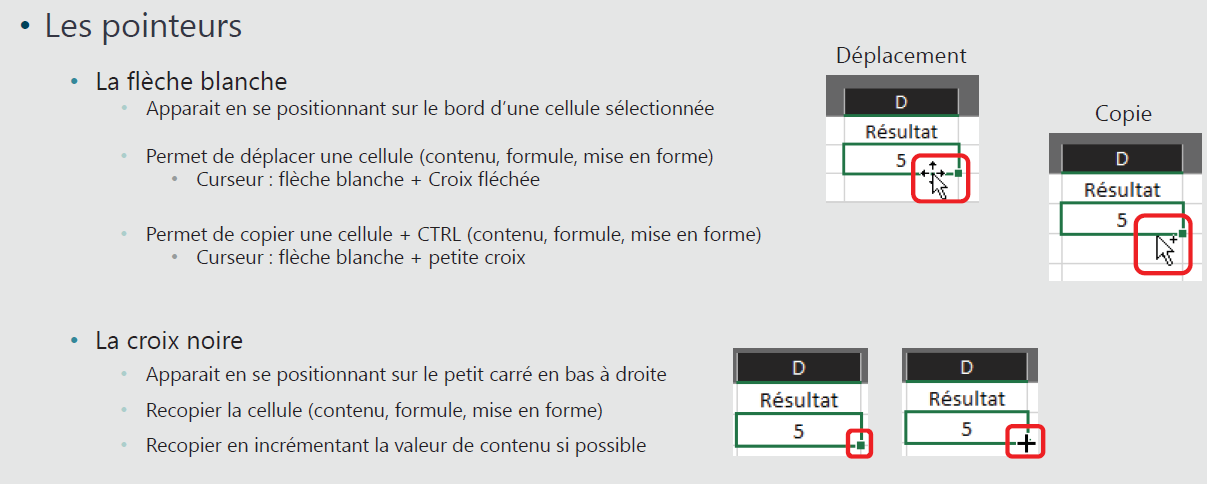 • Les pointeurs
• La flèche blanche
• Apparait en se positionnant sur le bord d'une cellule sélectionnée
• Permet de déplacer une cellule (contenu, formule, mise en forme)
• Curseur : flèche blanche + Croix fléchée
• Permet de copier une cellule + CTRL (contenu, formule, mise en forme)
• Curseur : flèche blanche + petite croix
Déplacement
D
Résultat
5
Copie
D
Résultat
5
• La croix noire
• Apparait en se positionnant sur le petit carré en bas à droite
• Recopier la cellule (contenu, formule, mise en forme)
• Recopier en incrémentant la valeur de contenu si possible
D
Résultat
5
D
Résultat
5